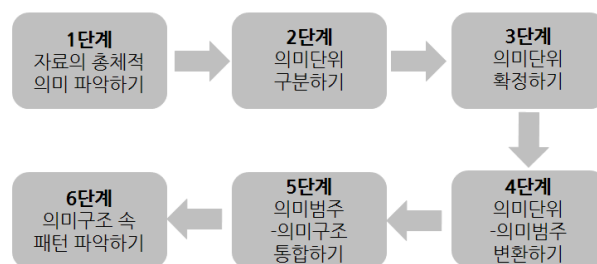 1단계
자료의 총체적
의미 파악하기
2단계
의미단위
구분하기
3단계
의미단위
확정하기
4단계
의미단위
-의미범주
변환하기
5단계
의미범주
-의미구조
통합하기
6단계
의미구조 속
패턴 파악하기